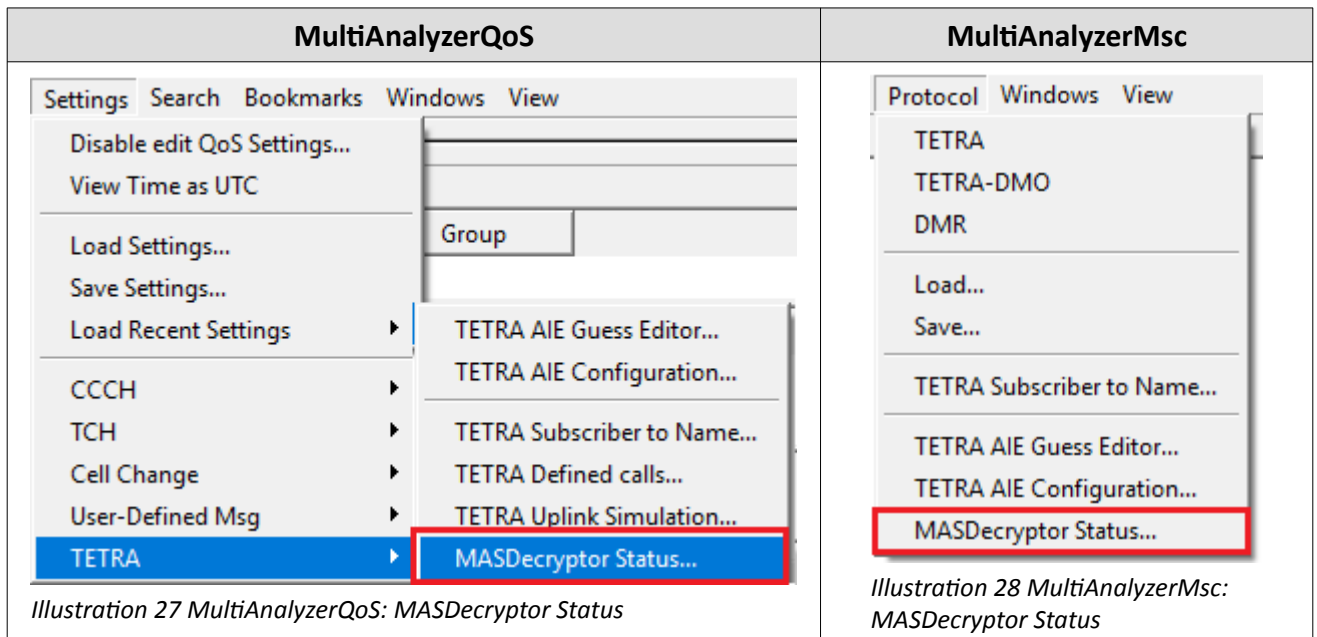 MultiAnalyzerQoS
Settings Search Bookmarks Windows View
Disable edit QoS Settings...
View Time as UTC
Load Settings...
Save Settings...
Load Recent Settings
CCCH
TCH
Cell Change
User-Defined Msg
TETRA
Group
TETRA AIE Guess Editor...
TETRA AIE Configuration...
TETRA Subscriber to Name...
TETRA Defined calls...
TETRA Uplink Simulation...
MASDecryptor Status...
Illustration 27 MultiAnalyzerQoS: MASDecryptor Status
MultiAnalyzerMsc
Protocol Windows View
TETRA
TETRA-DMO
DMR
Load...
Save...
TETRA Subscriber to Name...
TETRA AIE Guess Editor...
TETRA AIE Configuration...
MASDecryptor Status...
Illustration 28 MultiAnalyzerMsc:
MASDecryptor Status